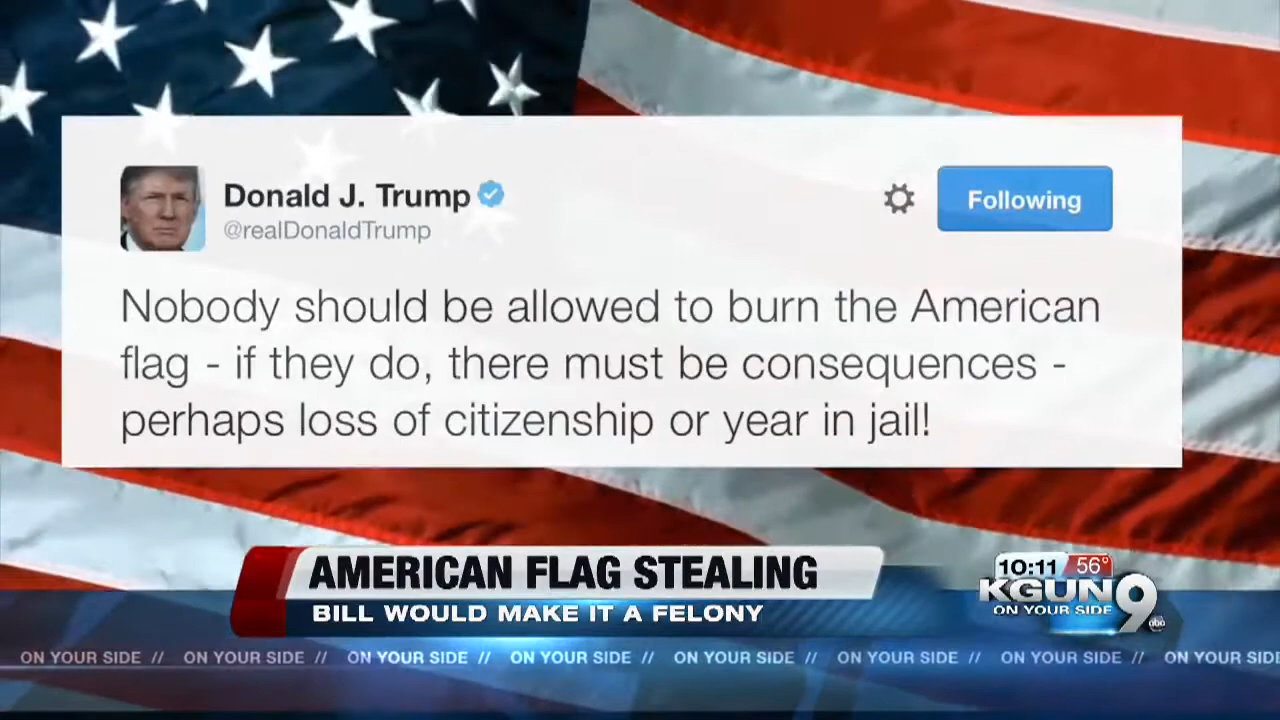 Donald J. Trump
@realDonaldTrump
Following
Nobody should be allowed to burn the American
flag - if they do, there must be consequences -
perhaps loss of citizenship or year in jail!
AMERICAN FLAG STEALING
BILL WOULD MAKE IT A FELONY
10:11 56°
KGUN9
ON YOUR SIDE
abc
ON YOUR SIDE // ON YOUR SIDE // ON YOUR SIDE // ON YOUR SIDE // ON YOUR SIDE // ON YOUR SIDE // ON YOUR SIDE // ON YOUR SID